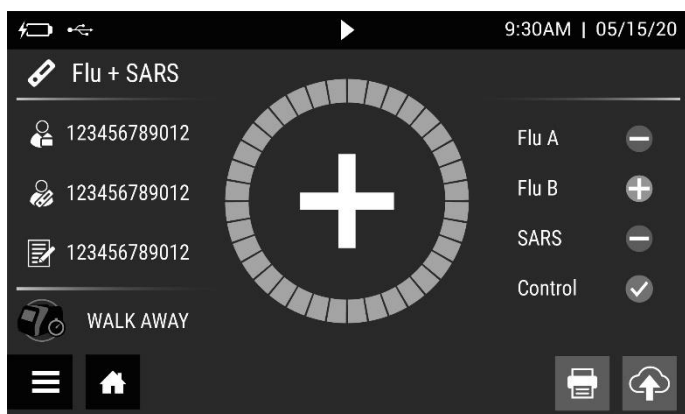 9:30AM | 05/15/20
Flu + SARS
123456789012
123456789012
123456789012
WALK AWAY
Flu A
Flu B
SARS
Control